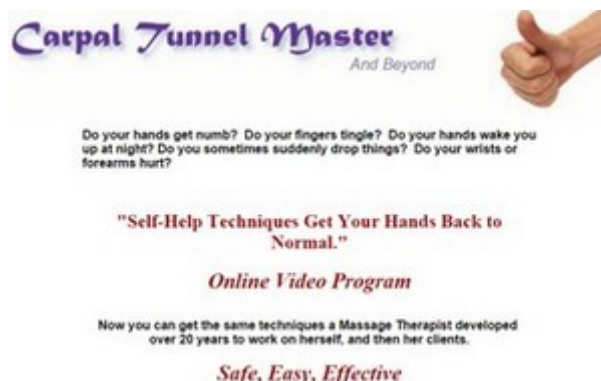 Carpal Tunnel Master
And Beyond
Do your hands get numb? Do your fingers tingle? Do your hands wake you
up at night? Do you sometimes suddenly drop things? Do your wrists or
forearms hurt?
"Self-Help Techniques Get Your Hands Back to
Normal."
Online Video Program
Now you can get the same techniques a Massage Therapist developed
over 20 years to work on herself, and then her clients.
Safe, Easy, Effective